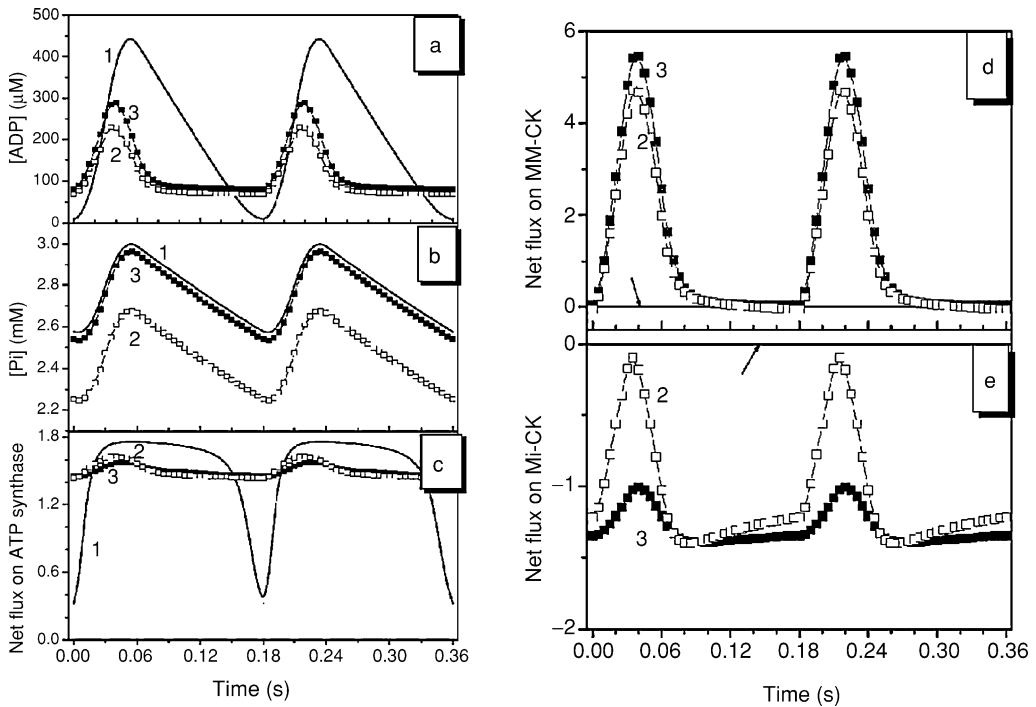 [ADP] (µM)
500
400
300
200
100
0
a
1
3
2
[Pi] (mM)
3.0
2.8
2.6
2.4
2.2
b
1
3
2
Net flux on ATP synthase
1.8
1.2
0.6
0.0
c
2
3
1
0.00 0.06 0.12 0.18 0.24 0.30 0.36
Time (s)
Net flux on MM-CK
6
4
2
0
d
3
2
Net flux on Mi-CK
0
−1
−2
e
2
3
0.00 0.06 0.12 0.18 0.24 0.30 0.36
Time (s)